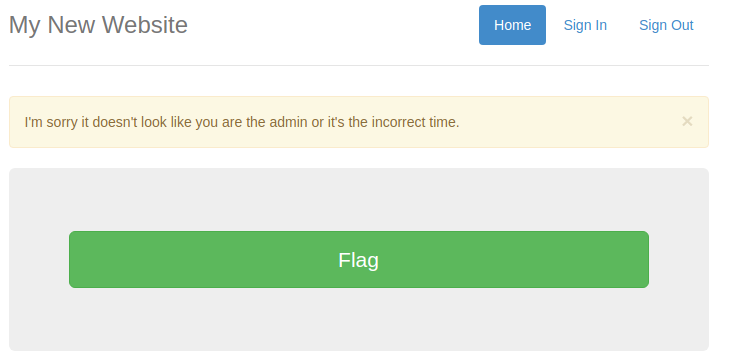 My New Website
Home Sign In Sign Out
I'm sorry it doesn't look like you are the admin or it's the incorrect time. ×
Flag